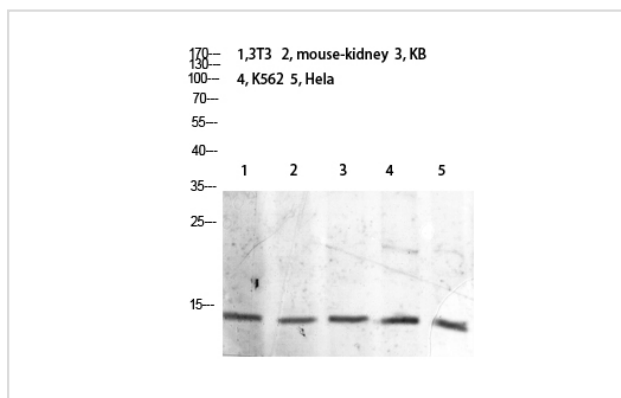 170--- 1,3T3 2, mouse-kidney 3, KB
130---
100--- 4, K562 5, Hela
70---
55---
40---
1 2 3 4 5
35---
25---
15---